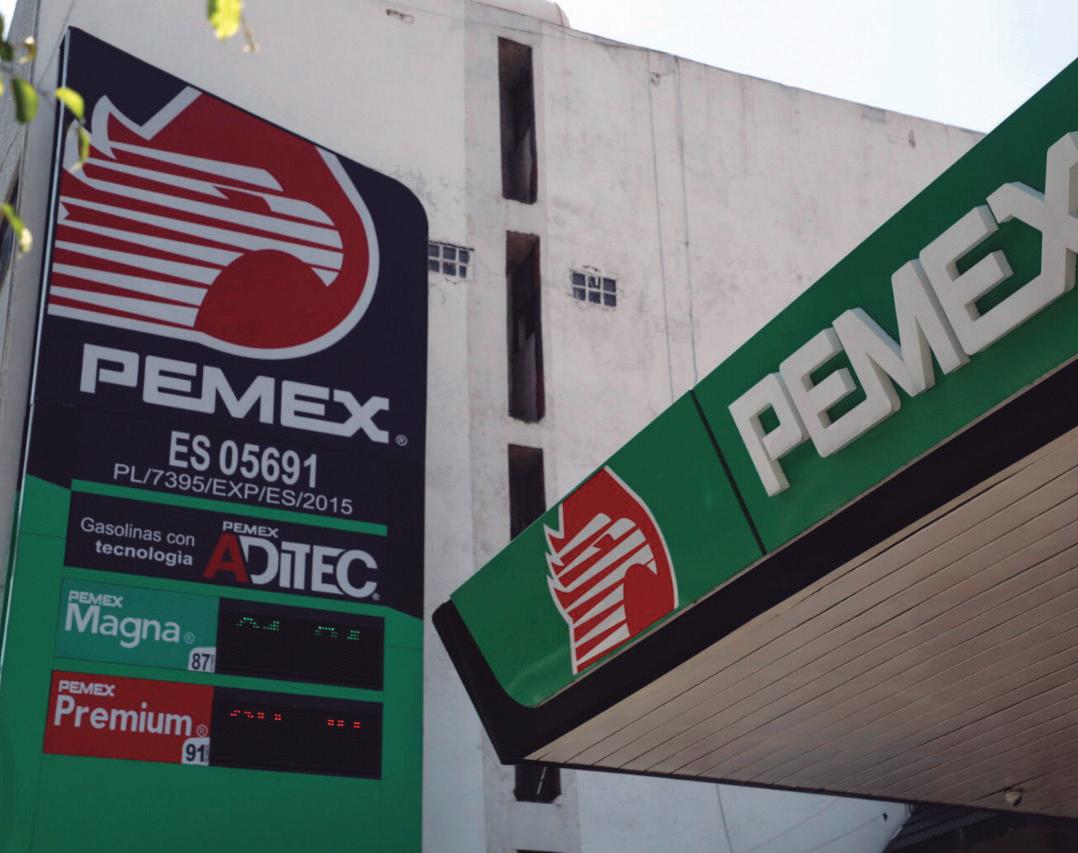 PEMEX®
ES 05691
PL/7395/EXP/ES/2015
Gasolinas con
tecnologia
PEMEX
ADITEC®
PEMEX
Magna®
87
PEMEX
Premium®
91
PEMEX